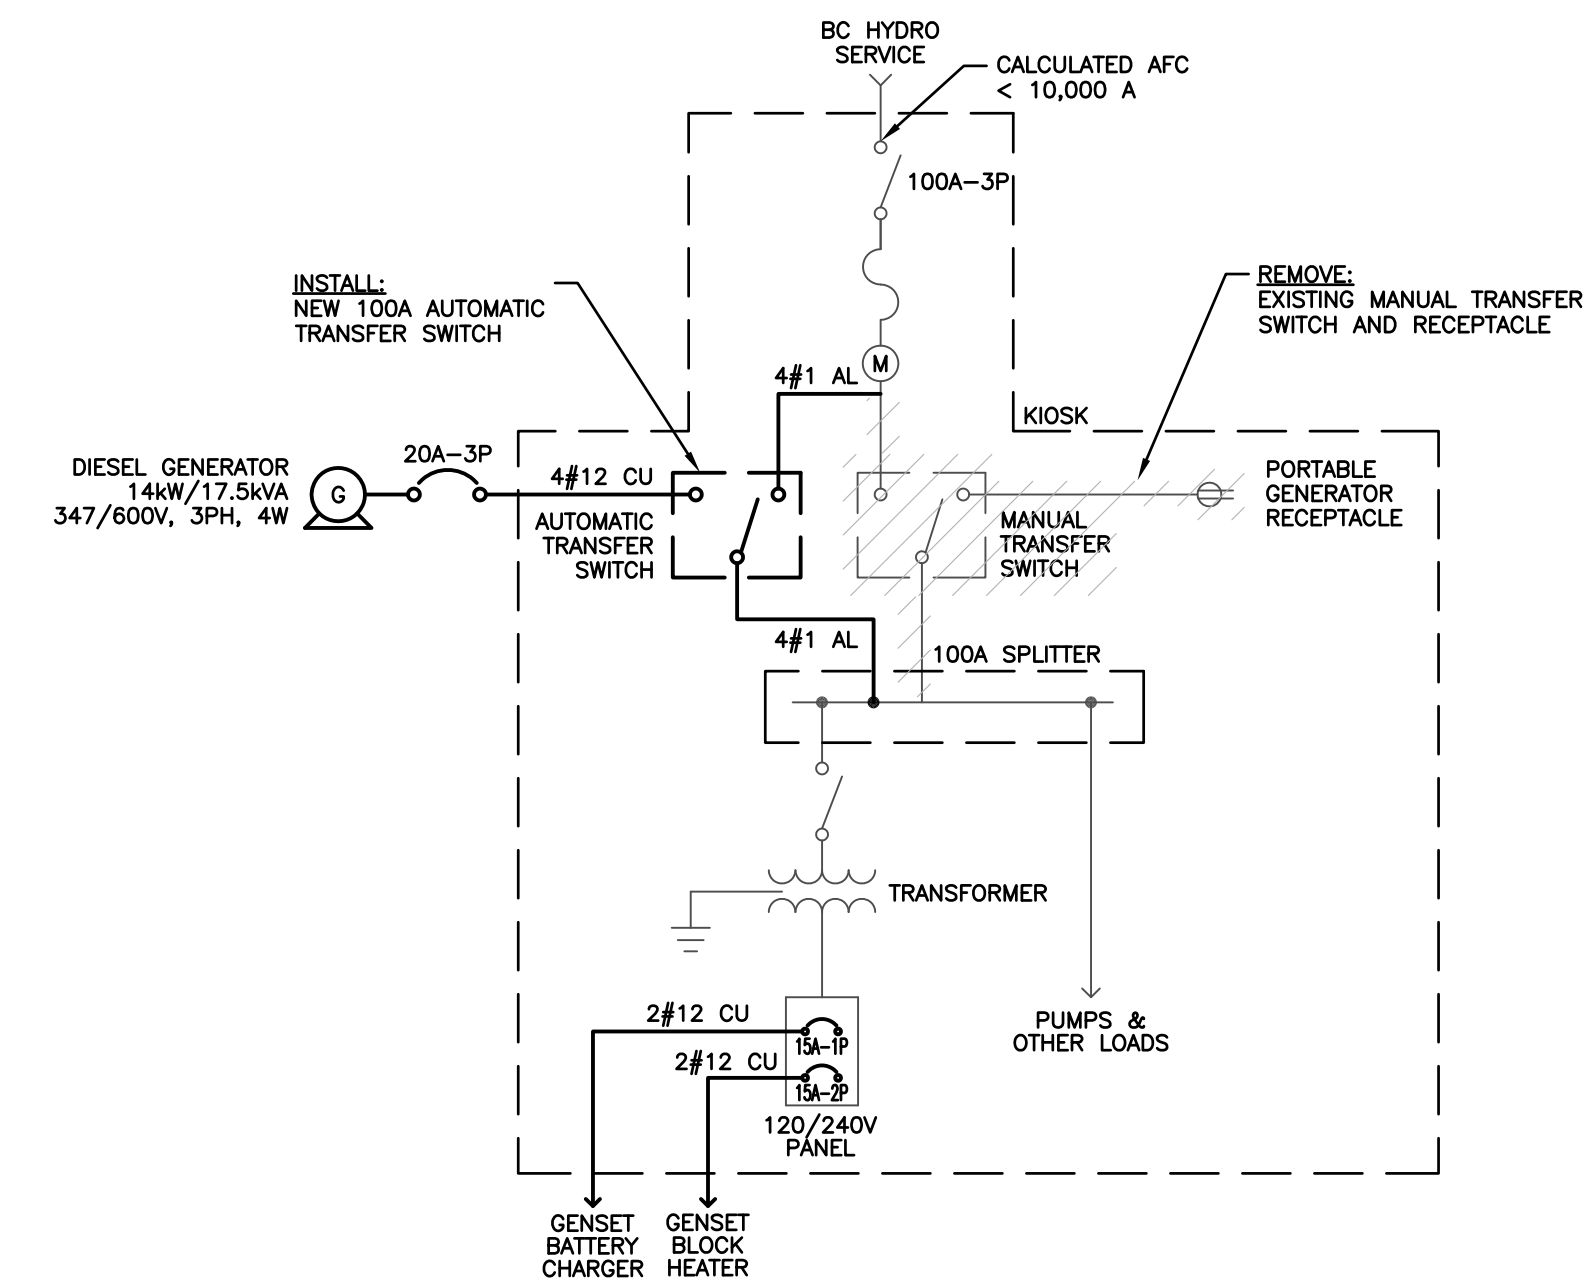 BC HYDRO
SERVICE
CALCULATED AFC
< 10,000 A
100A-3P
INSTALL:
NEW 100A AUTOMATIC
TRANSFER SWITCH
REMOVE:
EXISTING MANUAL TRANSFER
SWITCH AND RECEPTACLE
M
4#1 AL
KIOSK
DIESEL GENERATOR
14kW/17.5kVA
347/600V, 3PH, 4W
G
20A-3P
4#12 CU
AUTOMATIC
TRANSFER
SWITCH
MANUAL
TRANSFER
SWITCH
PORTABLE
GENERATOR
RECEPTACLE
4#1 AL
100A SPLITTER
TRANSFORMER
2#12 CU
15A-1P
2#12 CU
15A-2P
120/240V
PANEL
PUMPS &
OTHER LOADS
GENSET
BATTERY
CHARGER
GENSET
BLOCK
HEATER